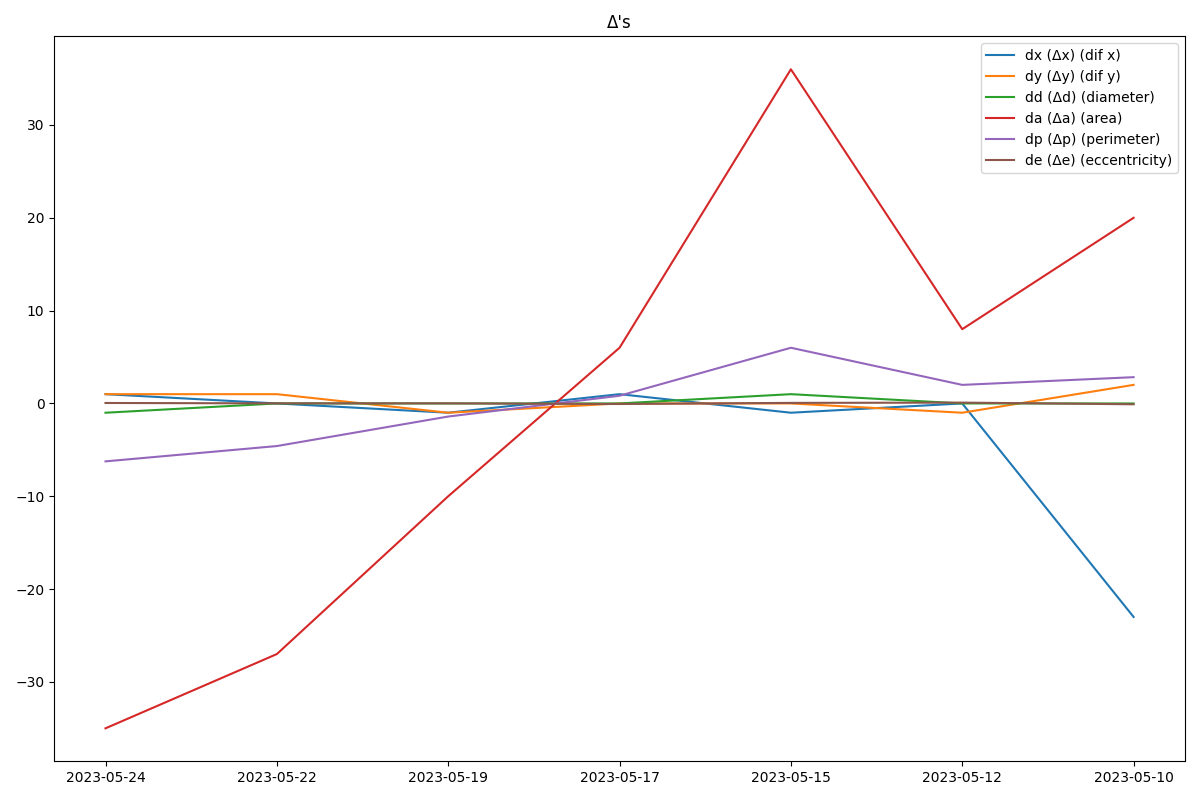 Δ's
dx (Δx) (dif x)
dy (Δy) (dif y)
dd (Δd) (diameter)
da (Δa) (area)
dp (Δp) (perimeter)
de (Δe) (eccentricity)
30
20
10
0
−10
−20
−30
2023-05-24 2023-05-22 2023-05-19 2023-05-17 2023-05-15 2023-05-12 2023-05-10